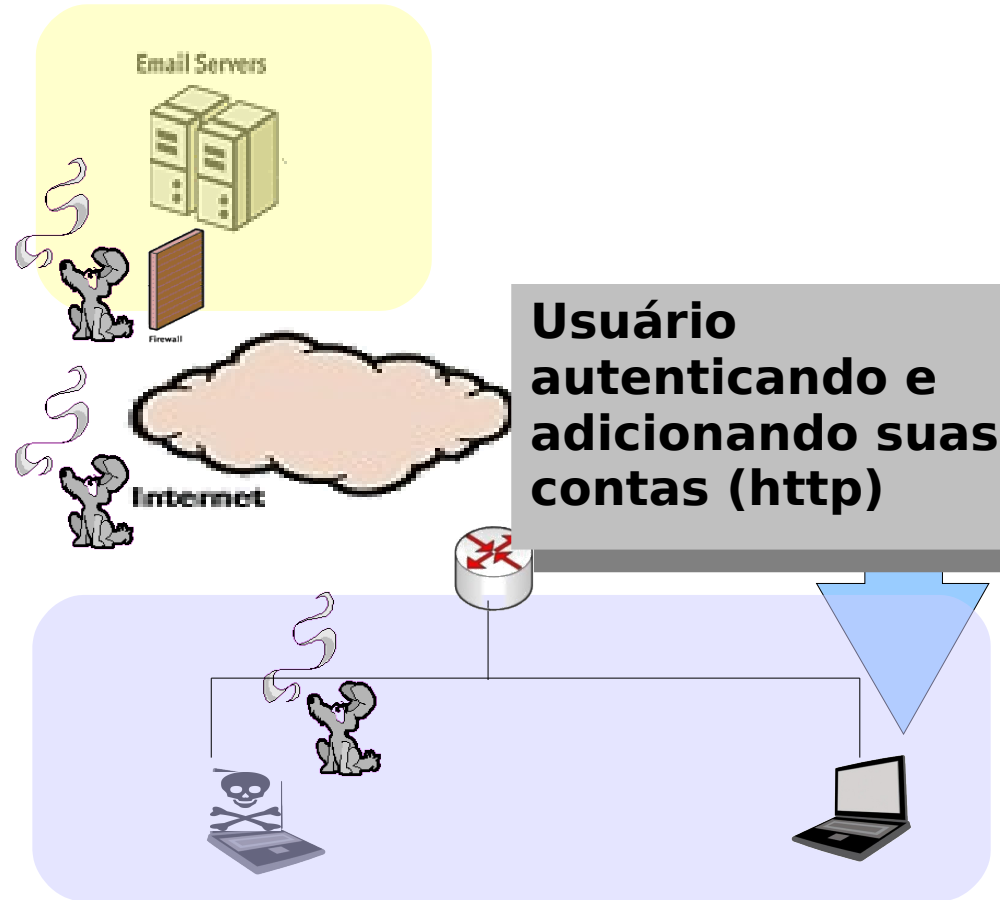 Email Servers
Firewall
Usuário
autenticando e
adicionando suas
contas (http)
Internet